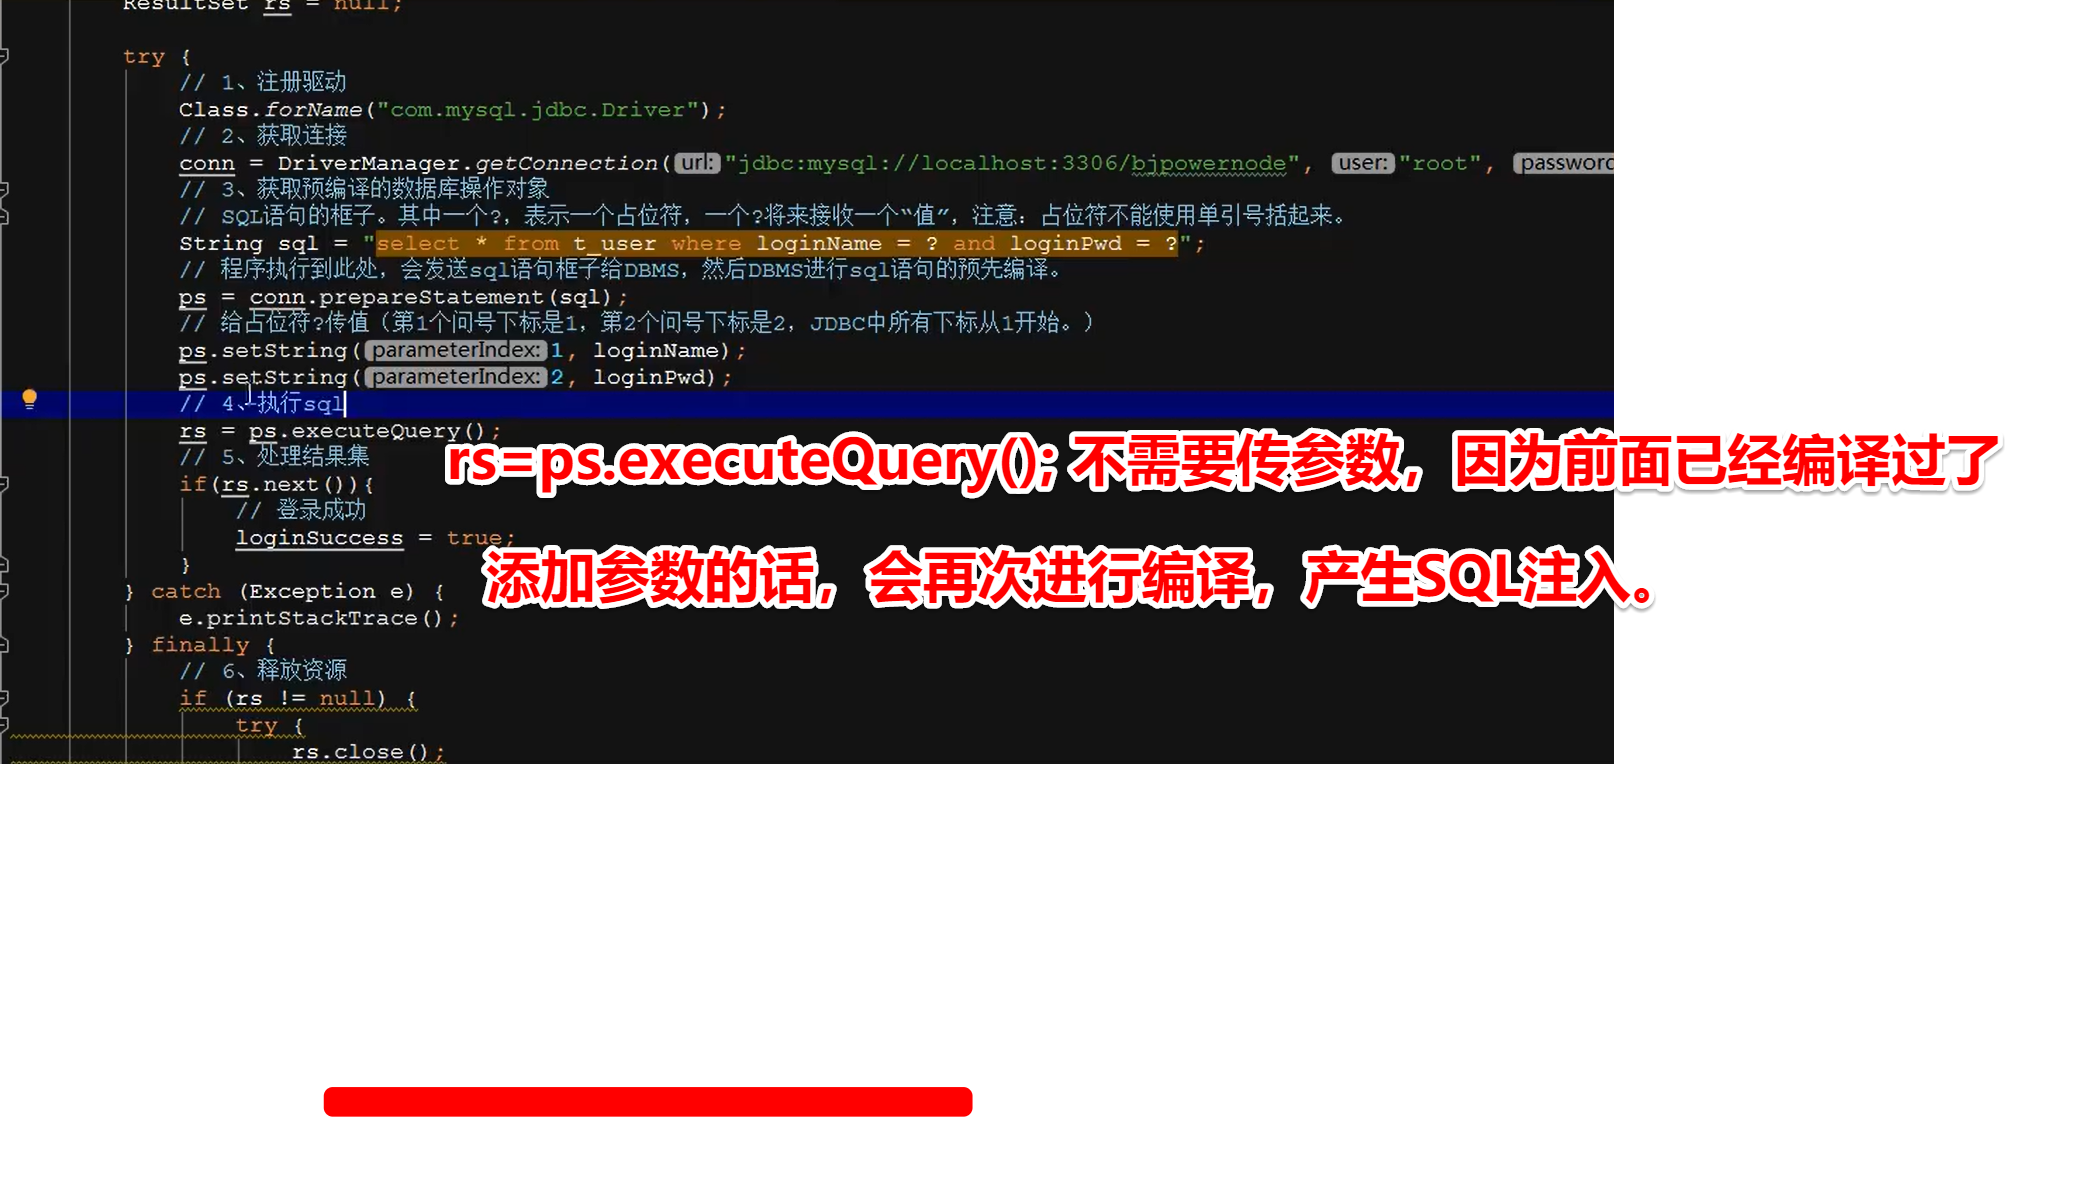 ResultSet rs = null;
try {
// 1、注册驱动
Class.forName("com.mysql.jdbc.Driver");
// 2、获取连接
conn = DriverManager.getConnection( url: "jdbc:mysql://localhost:3306/bjpowernode", user: "root", password
// 3、获取预编译的数据库操作对象
// SQL语句的框子。其中一个?，表示一个占位符，一个?将来接收一个“值”，注意：占位符不能使用单引号括起来。
String sql = "select * from t_user where loginName = ? and loginPwd = ?";
// 程序执行到此处，会发送sql语句框子给DBMS，然后DBMS进行sql语句的预先编译。
ps = conn.prepareStatement(sql);
// 给占位符?传值（第1个问号下标是1，第2个问号下标是2，JDBC中所有下标从1开始。）
ps.setString( parameterIndex: 1, loginName);
ps.setString( parameterIndex: 2, loginPwd);
// 4、执行sql
rs = ps.executeQuery();
rs=ps.executeQuery(); 不需要传参数，因为前面已经编译过了
// 5、处理结果集
if(rs.next()){
// 登录成功
loginSuccess = true;
}
添加参数的话，会再次进行编译，产生SQL注入。
} catch (Exception e) {
e.printStackTrace();
} finally {
// 6、释放资源
if (rs != null) {
try {
rs.close();